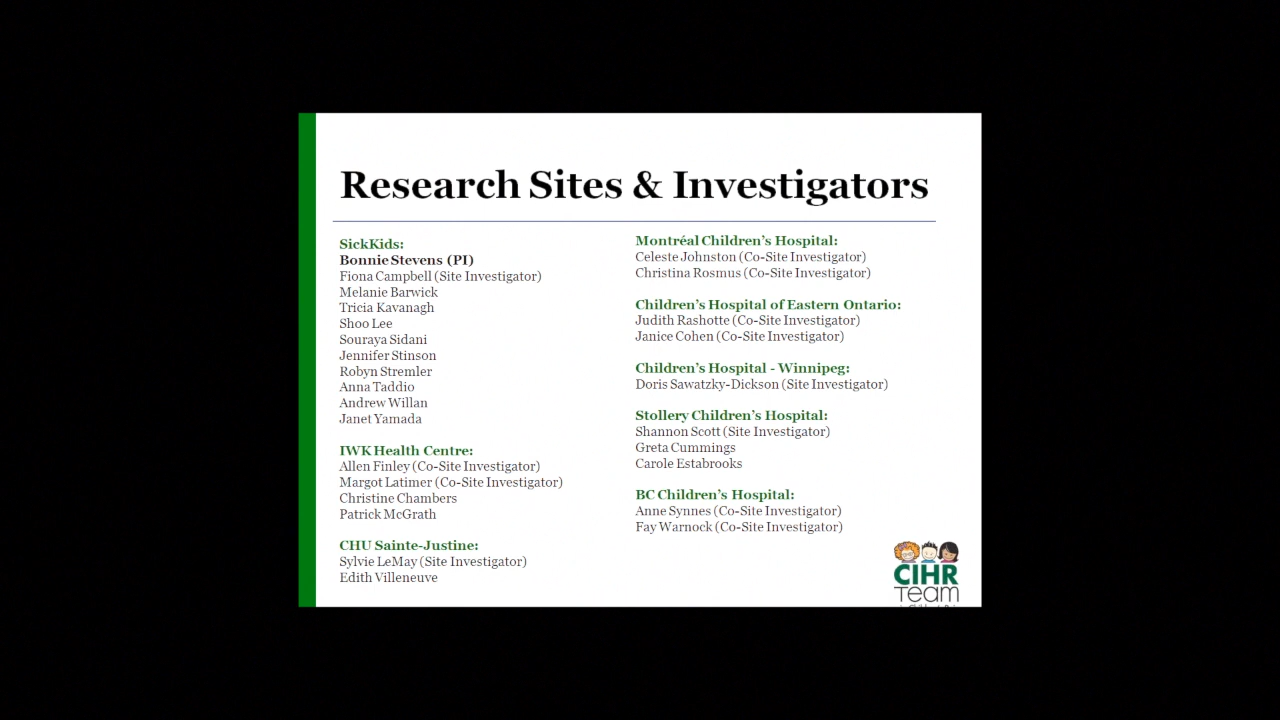 Research Sites & Investigators
SickKids:
Bonnie Stevens (PI)
Fiona Campbell (Site Investigator)
Melanie Barwick
Tricia Kavanagh
Shoo Lee
Souraya Sidani
Jennifer Stinson
Robyn Stremler
Anna Taddio
Andrew Willan
Janet Yamada
IWK Health Centre:
Allen Finley (Co-Site Investigator)
Margot Latimer (Co-Site Investigator)
Christine Chambers
Patrick McGrath
CHU Sainte-Justine:
Sylvie LeMay (Site Investigator)
Edith Villeneuve
Montréal Children's Hospital:
Celeste Johnston (Co-Site Investigator)
Christina Rosmus (Co-Site Investigator)
Children's Hospital of Eastern Ontario:
Judith Rashotte (Co-Site Investigator)
Janice Cohen (Co-Site Investigator)
Children's Hospital - Winnipeg:
Doris Sawatzky-Dickson (Site Investigator)
Stollery Children's Hospital:
Shannon Scott (Site Investigator)
Greta Cummings
Carole Estabrooks
BC Children's Hospital:
Anne Synnes (Co-Site Investigator)
Fay Warnock (Co-Site Investigator)
CIHR
Team